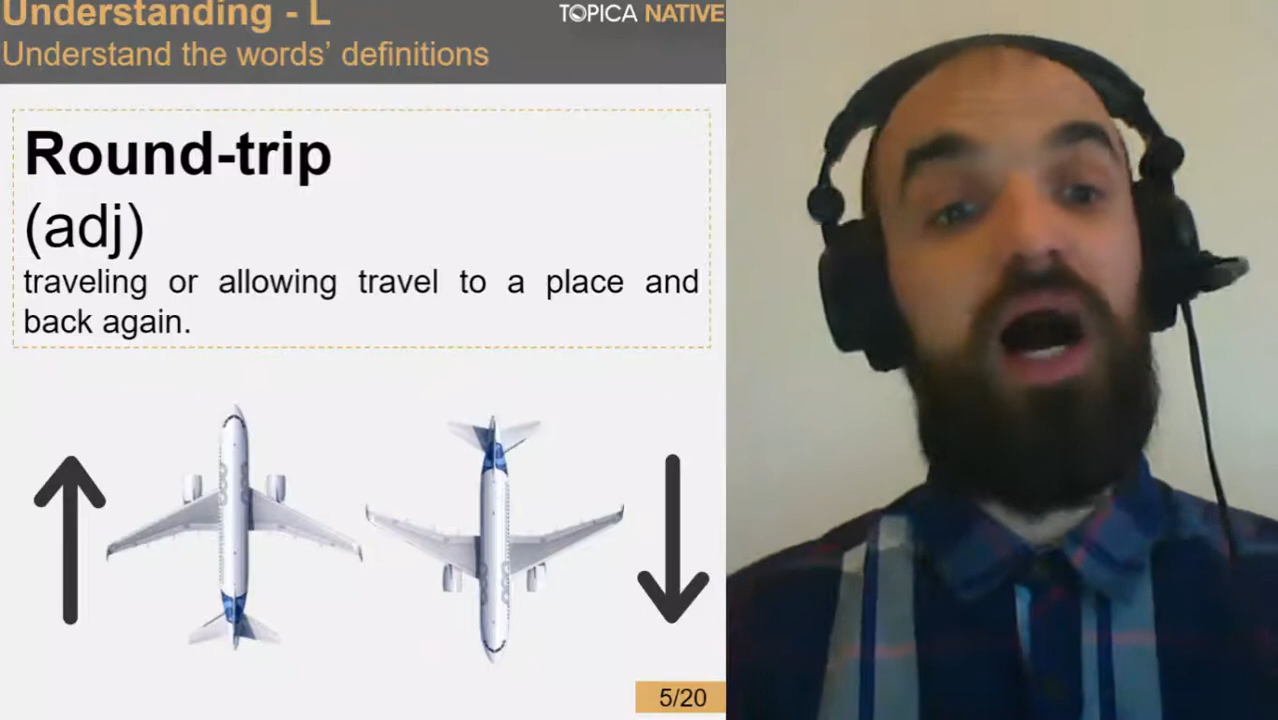 Understanding - L
TOPICA NATIVE
Understand the words’ definitions
Round-trip
(adj)
traveling or allowing travel to a place and
back again.
5/20